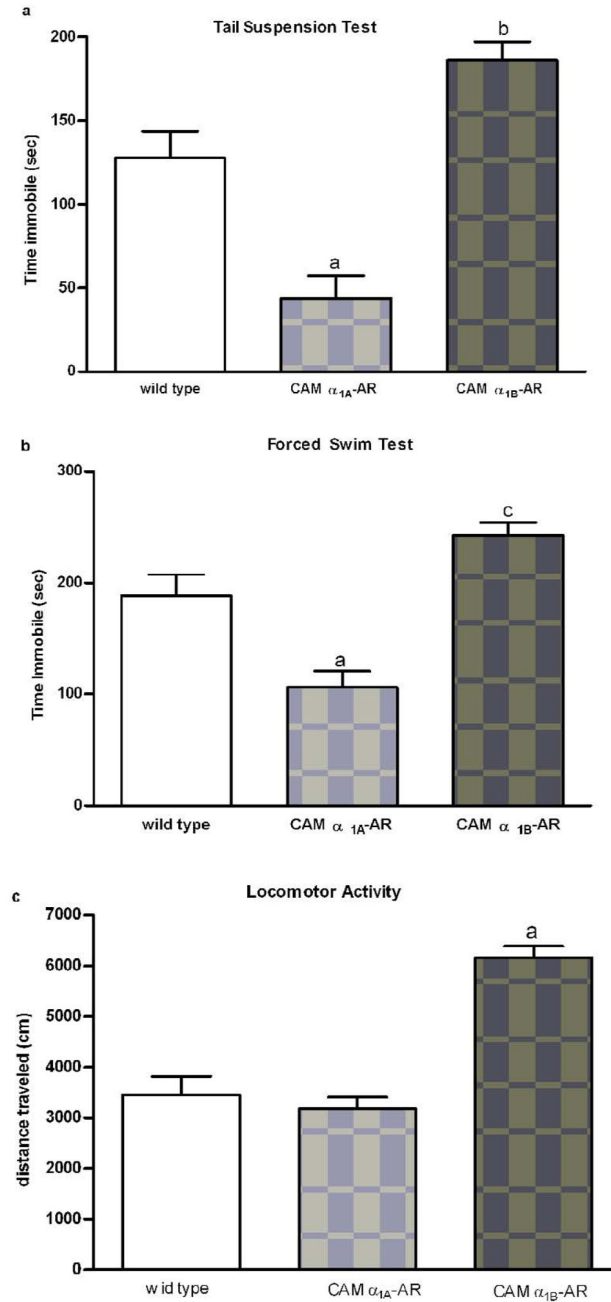 a
Tail Suspension Test
Time immobile (sec)
200
150
100
50
0
a
b
wild type CAM α1A-AR CAM α1B-AR
b
Forced Swim Test
Time Immobile (sec)
300
200
100
0
a
c
wild type CAM α 1A-AR CAM α 1B-AR
c
Locomotor Activity
distance traveled (cm)
7000
6000
5000
4000
3000
2000
1000
0
a
wild type CAM α1A-AR CAM α1B-AR